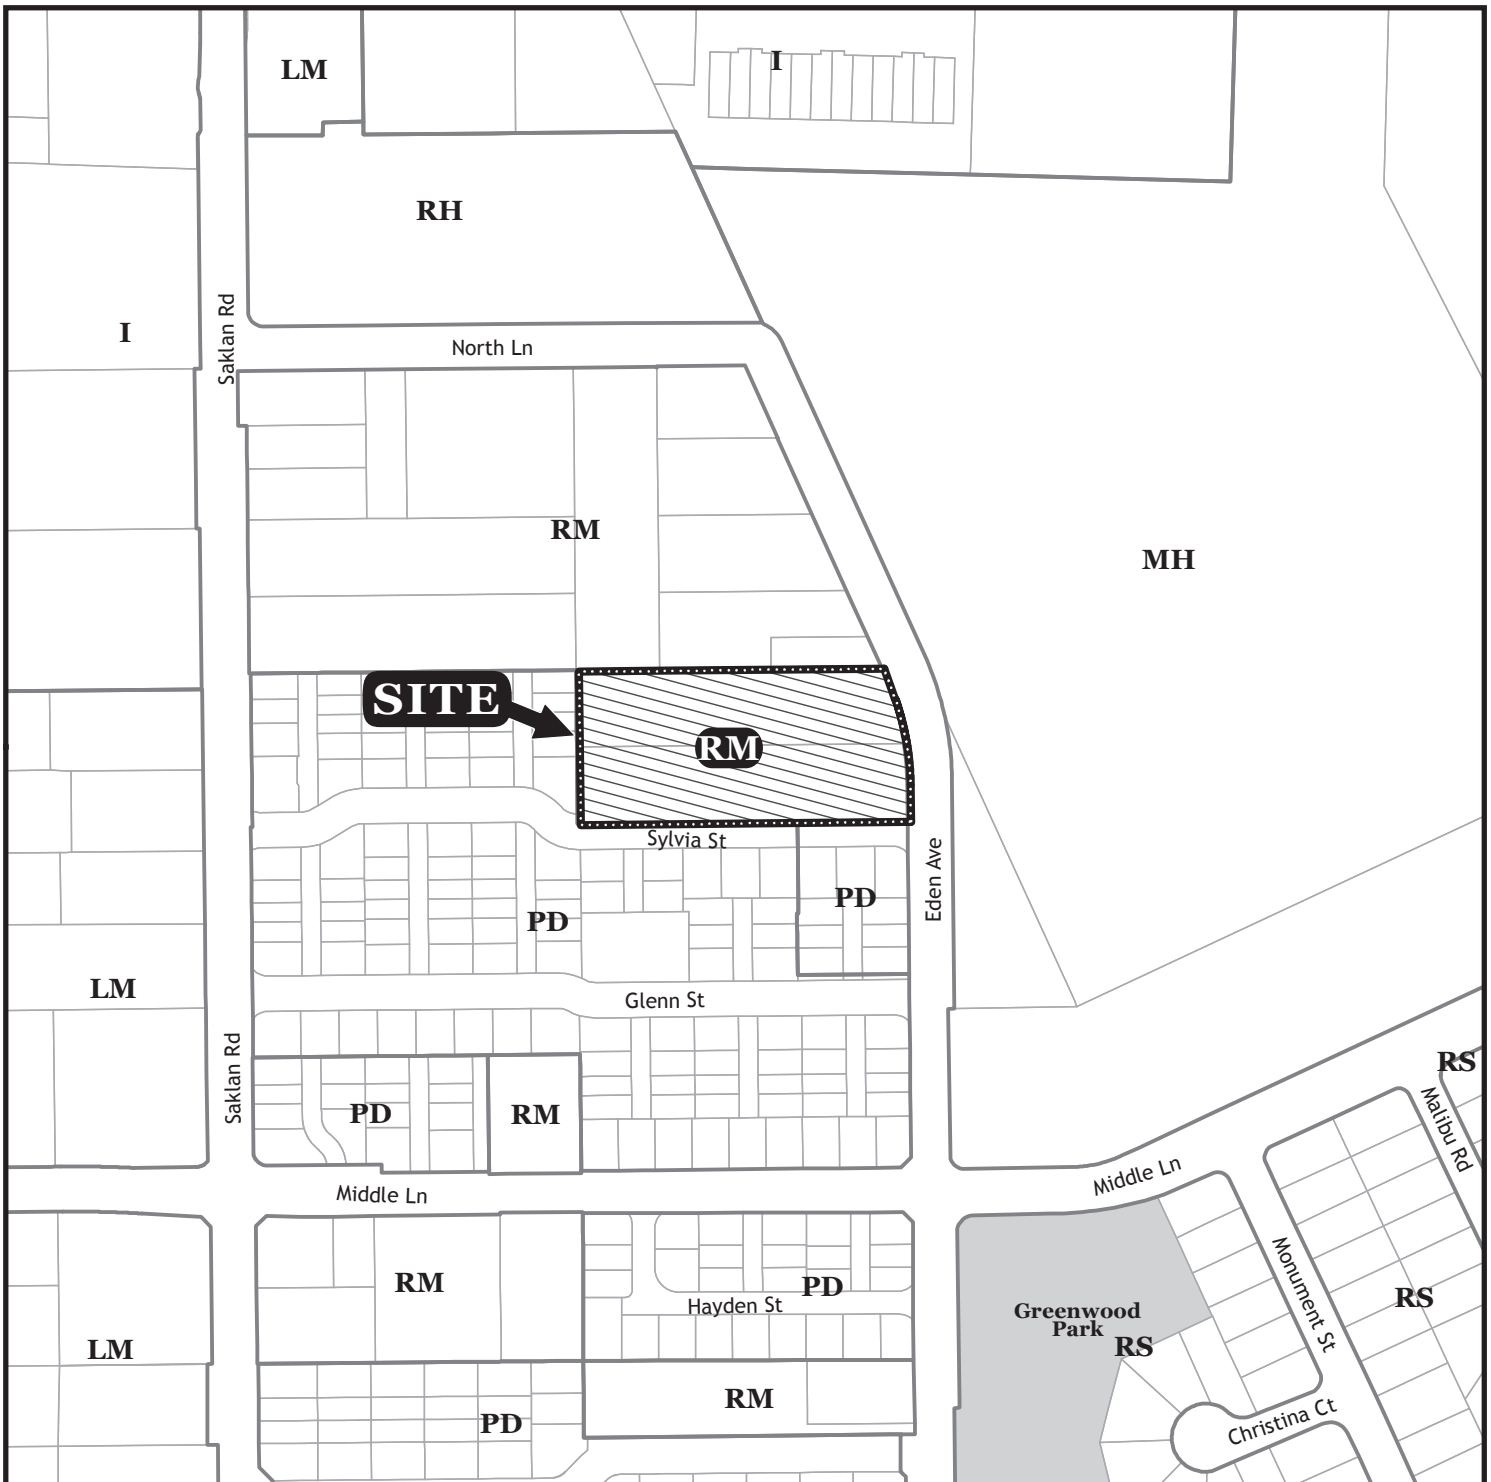 LM
I
RH
I
Saklan Rd
North Ln
RM
MH
SITE
RM
Sylvia St
Eden Ave
PD
PD
LM
Glenn St
Saklan Rd
PD
RM
RS
Malibu Rd
Middle Ln
Middle Ln
RM
PD
Hayden St
Greenwood
Park
RS
Monument St
RS
LM
RM
PD
Christina Ct